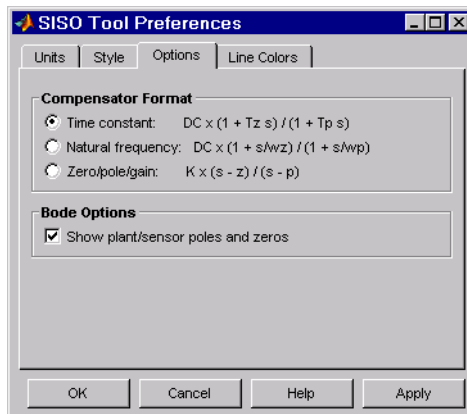 SISO Tool Preferences
Units Style Options Line Colors
Compensator Format
Time constant: DC x (1 + Tz s) / (1 + Tp s)
Natural frequency: DC x (1 + s/wz) / (1 + s/wp)
Zero/pole/gain: K x (s - z) / (s - p)
Bode Options
Show plant/sensor poles and zeros
OK Cancel Help Apply